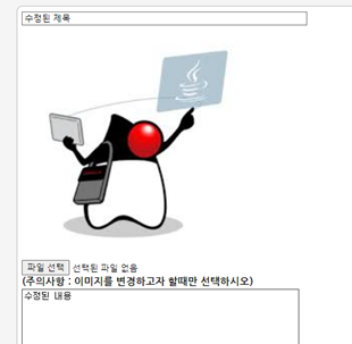 수정된 제목
파일 선택 선택된 파일 없음
(주의사항 : 이미지를 변경하고자 할때만 선택하시오)
수정된 내용